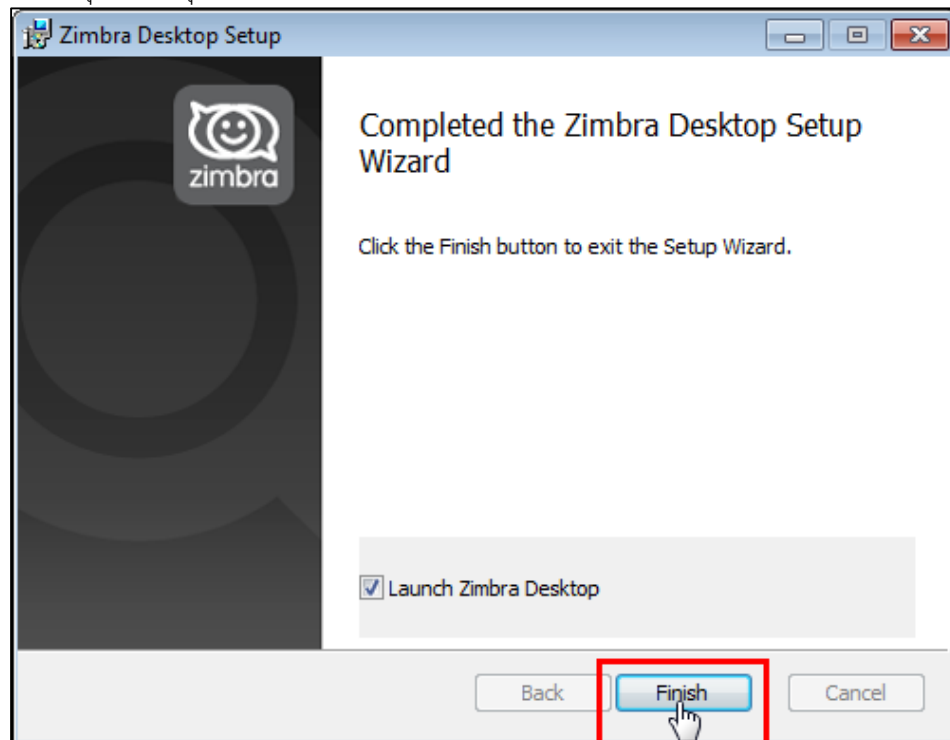 Zimbra Desktop Setup
zimbra
Completed the Zimbra Desktop Setup
Wizard
Click the Finish button to exit the Setup Wizard.
Launch Zimbra Desktop
Back
Finish
Cancel